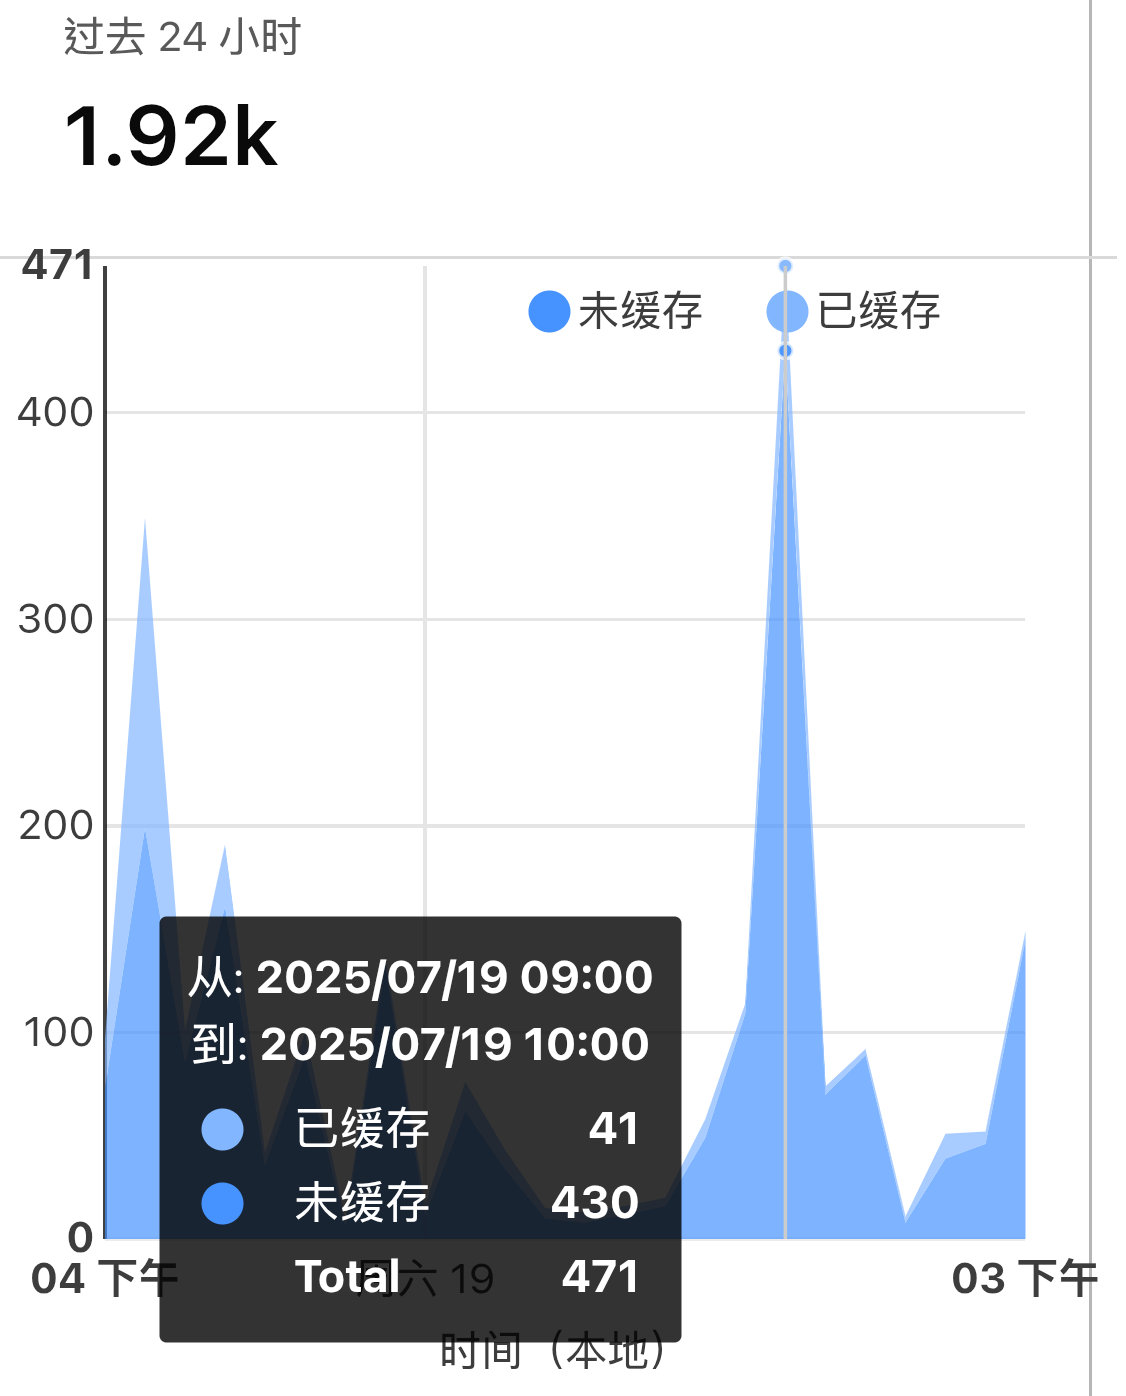 过去 24 小时
1.92k
471
未缓存 已缓存
400
300
200
100
0
从: 2025/07/19 09:00
到: 2025/07/19 10:00
已缓存 41
未缓存 430
Total 471
04 下午 周六 19 03 下午
时间（本地）